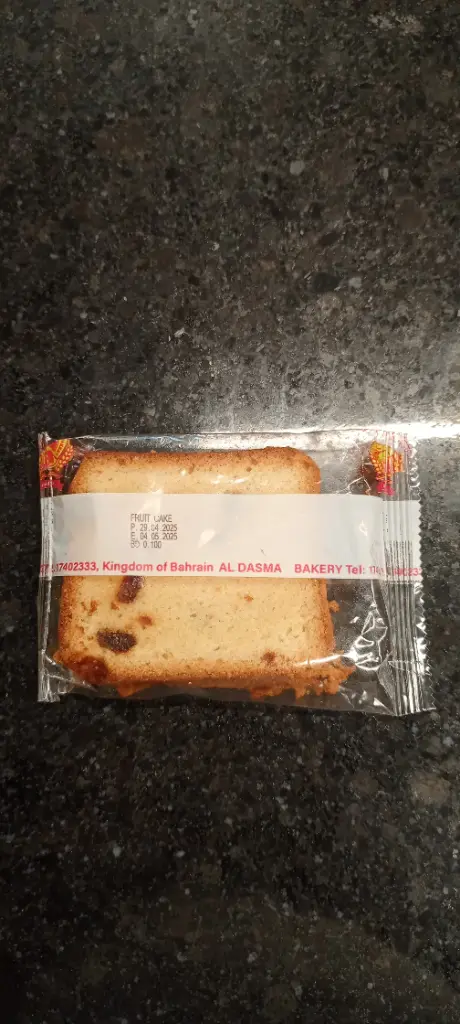 FRUIT CAKE
P. 29.04.2025
E. 04.05.2025
BD 0.100
17402333, Kingdom of Bahrain AL DASMA BAKERY Tel: